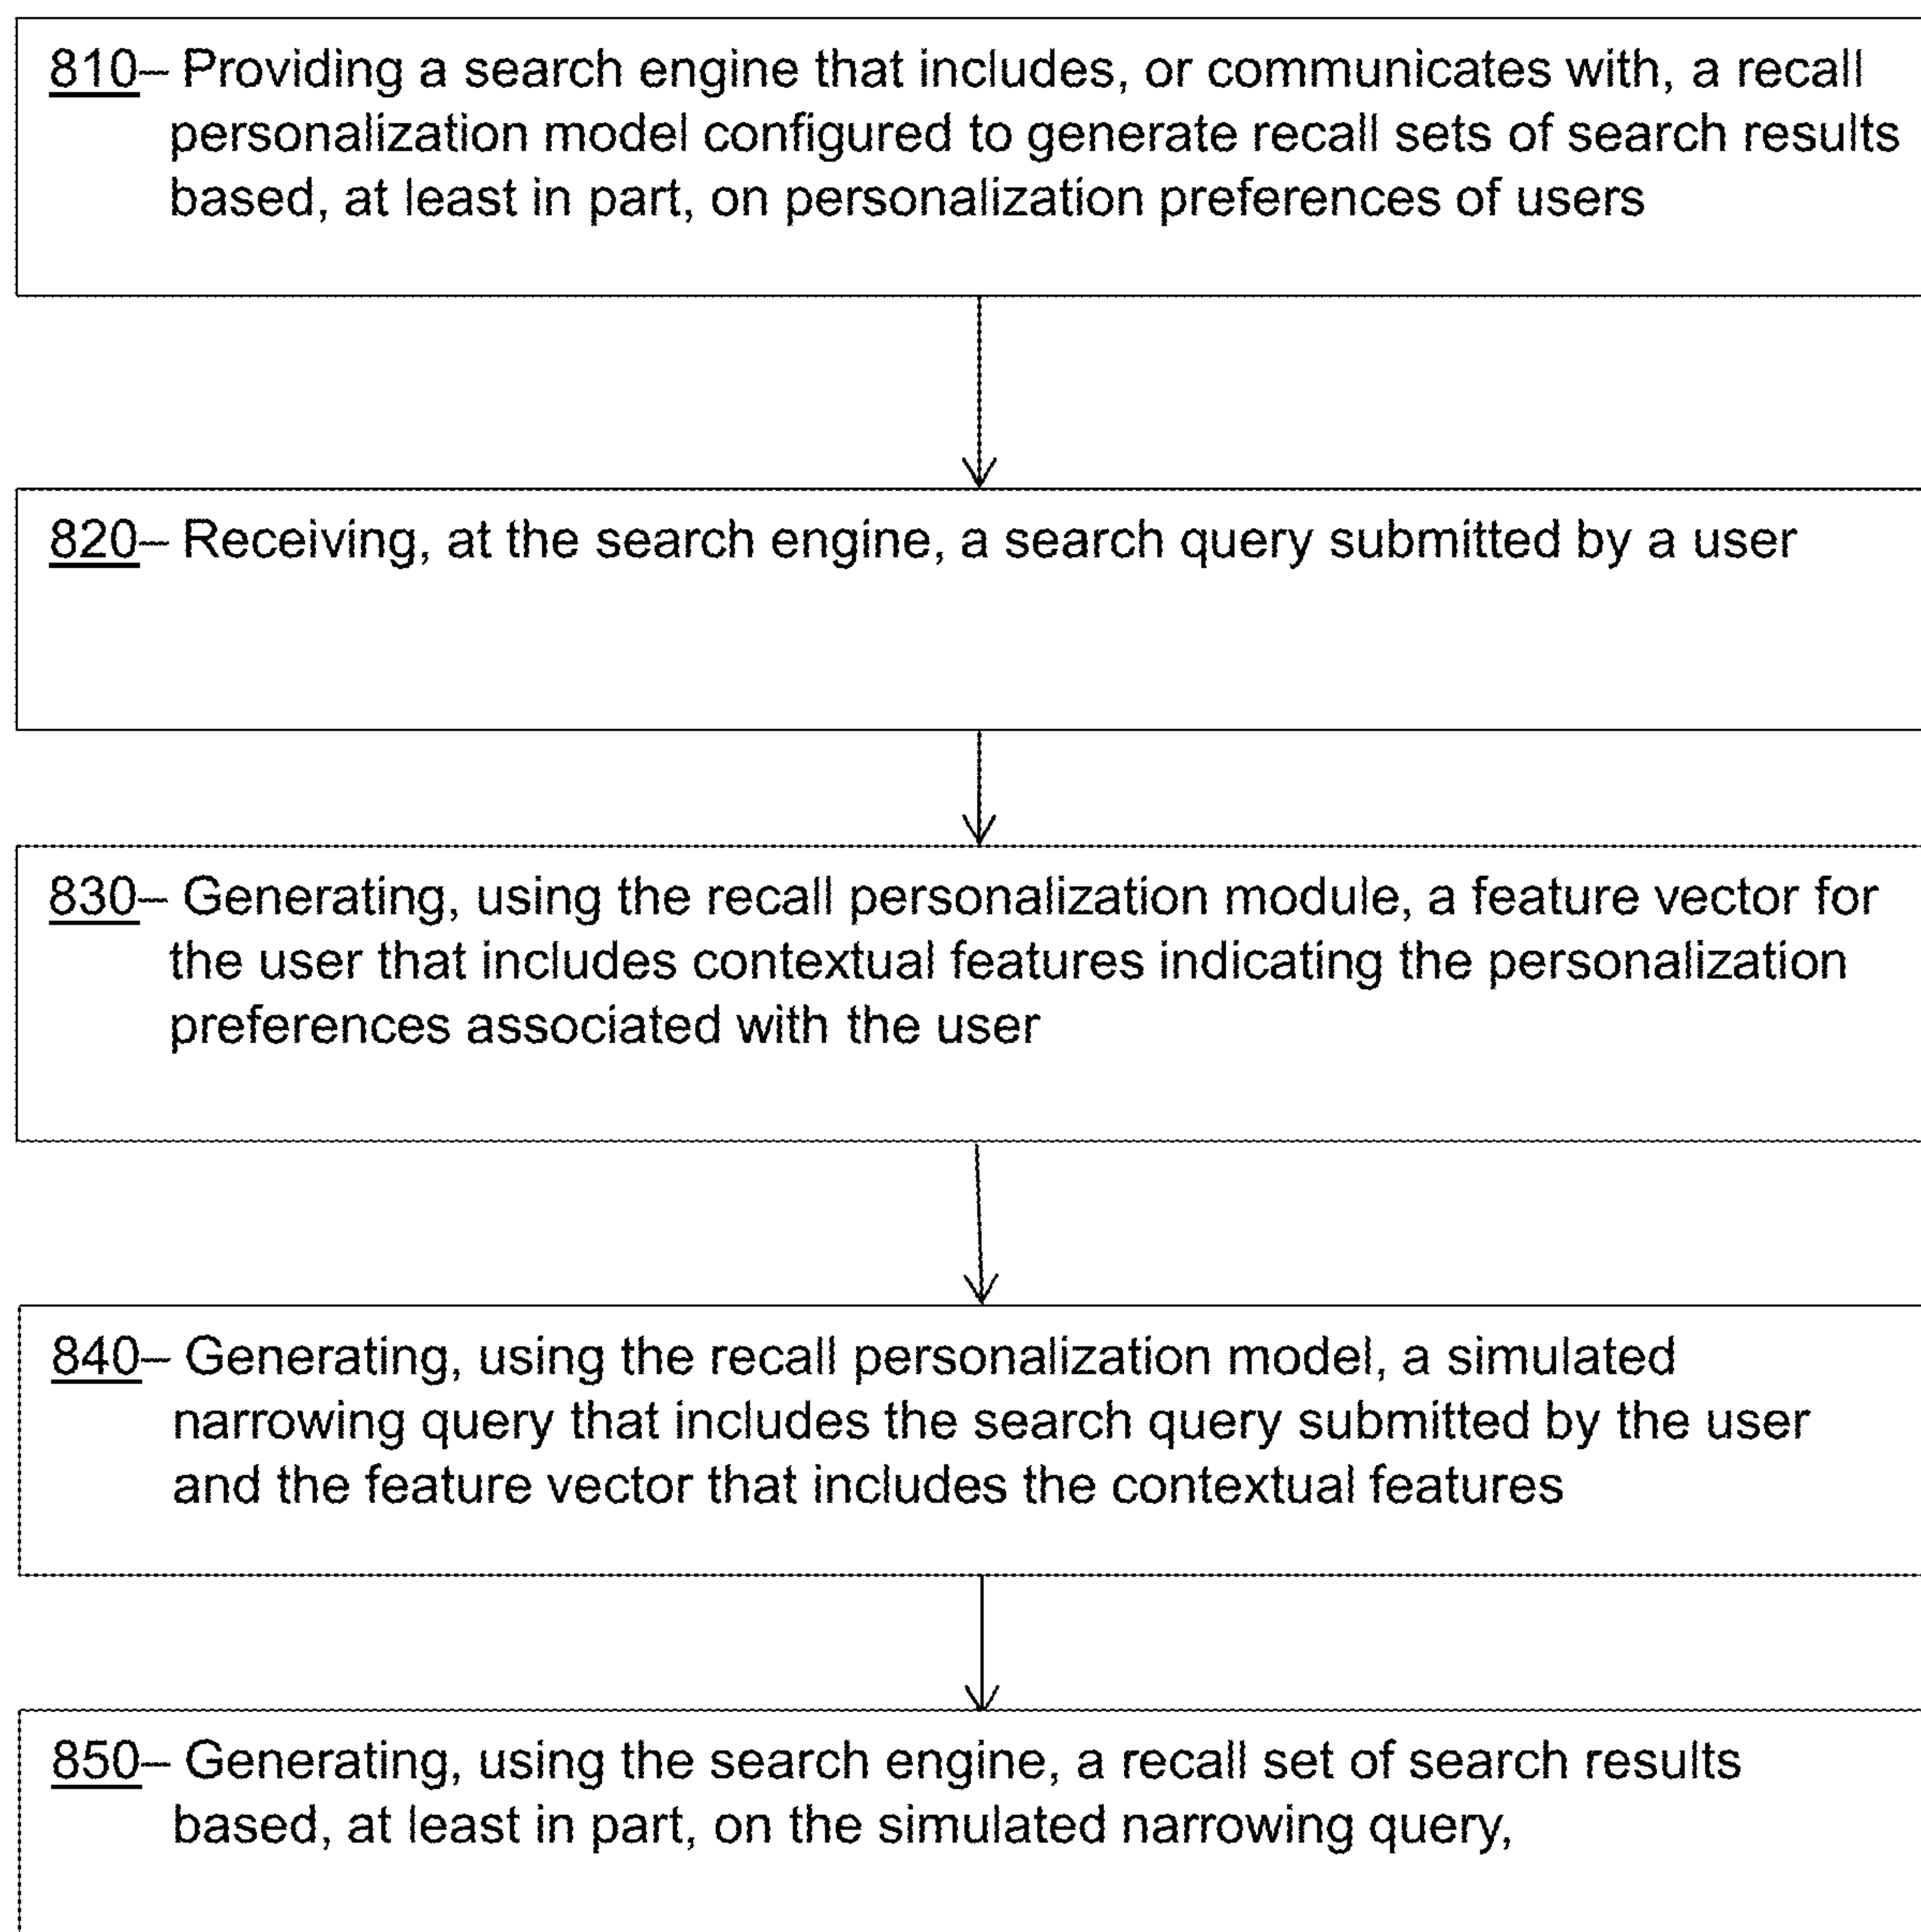 810– Providing a search engine that includes, or communicates with, a recall
personalization model configured to generate recall sets of search results
based, at least in part, on personalization preferences of users
820– Receiving, at the search engine, a search query submitted by a user
830– Generating, using the recall personalization module, a feature vector for
the user that includes contextual features indicating the personalization
preferences associated with the user
840– Generating, using the recall personalization model, a simulated
narrowing query that includes the search query submitted by the user
and the feature vector that includes the contextual features
850– Generating, using the search engine, a recall set of search results
based, at least in part, on the simulated narrowing query,